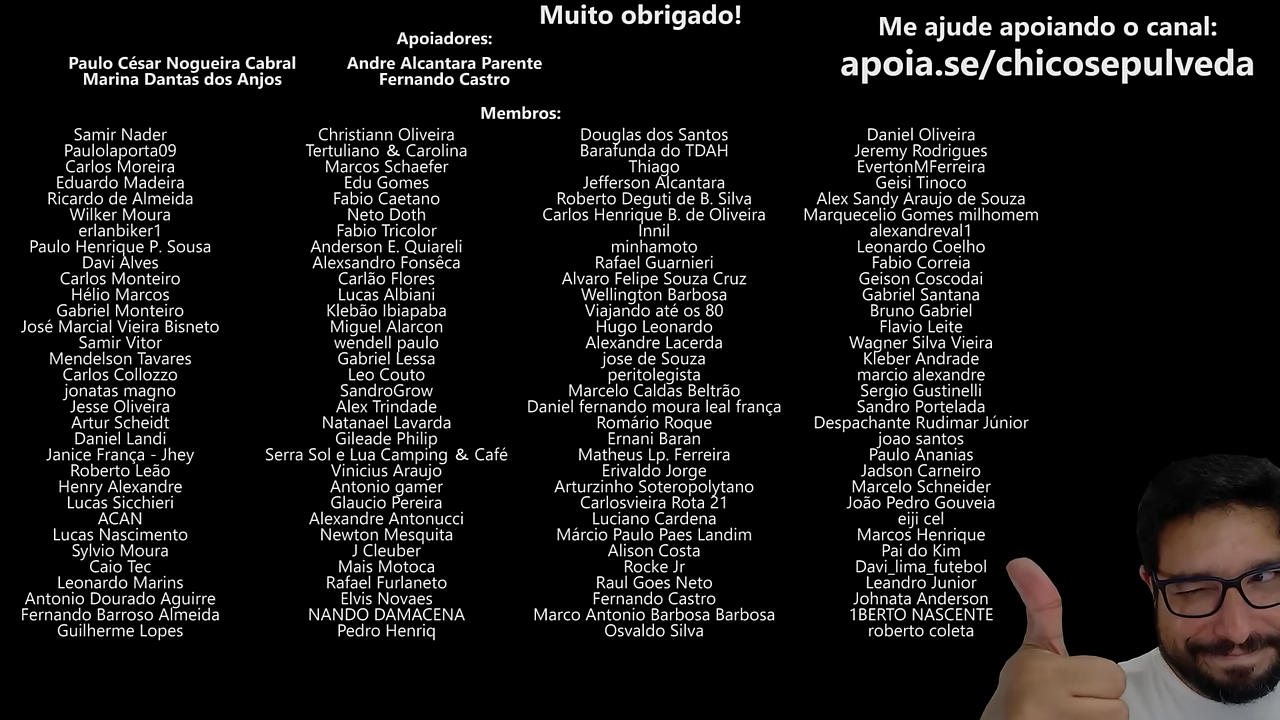 Muito obrigado!
Me ajude apoiando o canal:
apoia.se/chicosepulveda
Apoiadores:
Paulo César Nogueira Cabral
Marina Dantas dos Anjos
Andre Alcantara Parente
Fernando Castro
Membros:
Samir Nader
Paulolaporta09
Carlos Moreira
Eduardo Madeira
Ricardo de Almeida
Wilker Moura
erlanbiker1
Paulo Henrique P. Sousa
Davi Alves
Carlos Monteiro
Hélio Marcos
Gabriel Monteiro
José Marcial Vieira Bisneto
Samir Vitor
Mendelson Tavares
Carlos Collozzo
jonatas magno
Jesse Oliveira
Artur Scheidt
Daniel Landi
Janice França - Jhey
Roberto Leão
Henry Alexandre
Lucas Sicchieri
ACAN
Lucas Nascimento
Sylvio Moura
Caio Tec
Leonardo Marins
Antonio Dourado Aguirre
Fernando Barroso Almeida
Guilherme Lopes
Christiann Oliveira
Tertuliano & Carolina
Marcos Schaefer
Edu Gomes
Fabio Caetano
Neto Doth
Fabio Tricolor
Anderson E. Quiareli
Alexsandro Fonsêca
Carlão Flores
Lucas Albiani
Klebão Ibiapaba
Miguel Alarcon
wendell paulo
Gabriel Lessa
Leo Couto
SandroGrow
Alex Trindade
Natanael Lavarda
Gileade Philip
Serra Sol e Lua Camping & Café
Vinicius Araujo
Antonio gamer
Glaucio Pereira
Alexandre Antonucci
Newton Mesquita
J Cleuber
Mais Motoca
Rafael Furlaneto
Elvis Novaes
NANDO DAMACENA
Pedro Henriq
Douglas dos Santos
Barafunda do TDAH
Thiago
Jefferson Alcantara
Roberto Deguti de B. Silva
Carlos Henrique B. de Oliveira
Innil
minhamoto
Rafael Guarnieri
Alvaro Felipe Souza Cruz
Wellington Barbosa
Viajando até os 80
Hugo Leonardo
Alexandre Lacerda
jose de Souza
peritolegista
Marcelo Caldas Beltrão
Daniel fernando moura leal frança
Romário Roque
Ernani Baran
Matheus Lp. Ferreira
Erivaldo Jorge
Arturzinho Soteropolytano
Carlosvieira Rota 21
Luciano Cardena
Márcio Paulo Paes Landim
Alison Costa
Rocke Jr
Raul Goes Neto
Fernando Castro
Marco Antonio Barbosa Barbosa
Osvaldo Silva
Daniel Oliveira
Jeremy Rodrigues
EvertonMFerreira
Geisi Tinoco
Alex Sandy Araujo de Souza
Marquecelio Gomes milhomem
alexandreval1
Leonardo Coelho
Fabio Correia
Geison Coscodai
Gabriel Santana
Bruno Gabriel
Flavio Leite
Wagner Silva Vieira
Kleber Andrade
marcio alexandre
Sergio Gustinelli
Sandro Portelada
Despachante Rudimar Júnior
joao santos
Paulo Ananias
Jadson Carneiro
Marcelo Schneider
João Pedro Gouveia
eiji cel
Marcos Henrique
Pai do Kim
Davi_lima_futebol
Leandro Junior
Johnata Anderson
1BERTO NASCENTE
roberto coleta